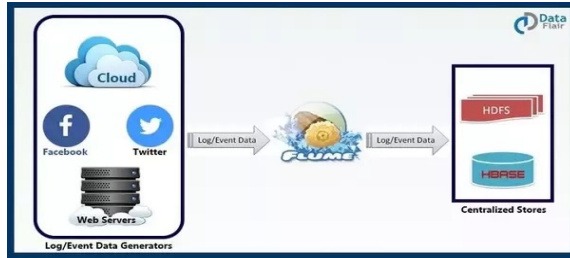 Data
Flair
Cloud
Facebook
Twitter
Web Servers
Log/Event Data Generators
Log/Event Data
FLUME
Log/Event Data
HDFS
HBASE
Centralized Stores